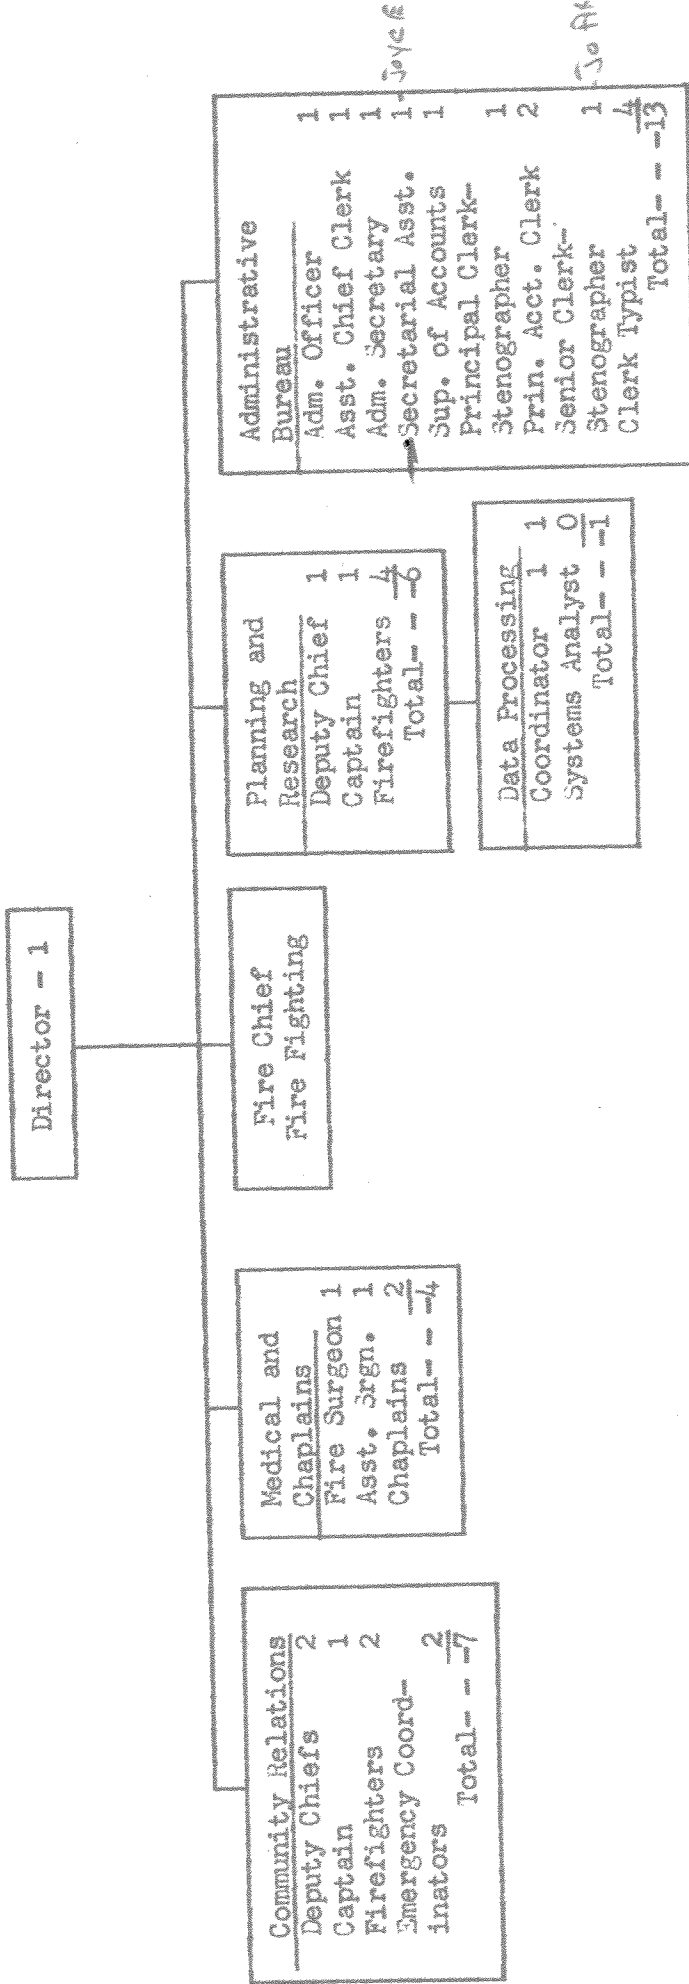 Director - 1
Community Relations
Deputy Chiefs 2
Captain 1
Firefighters 2
Emergency Coord-
inators 2
Total- - -7
Medical and
Chaplains
Fire Surgeon 1
Asst. Srgn. 1
Chaplains 2
Total- - -4
Fire Chief
Fire Fighting
Planning and
Research
Deputy Chief 1
Captain 1
Firefighters 4
Total- - -6
Data Processing
Coordinator 1 1
Systems Analyst 0
Total- - -1
Administrative
Bureau
Adm. Officer 1
Asst. Chief Clerk 1
Adm. Secretary 1
Secretarial Asst. 1 - Joyce
Sup. of Accounts 1
Principal Clerk-
Stenographer 1
Prin. Acct. Clerk 2
Senior Clerk-
Stenographer 1 - Jo
Clerk Typist 4
Total- - -13